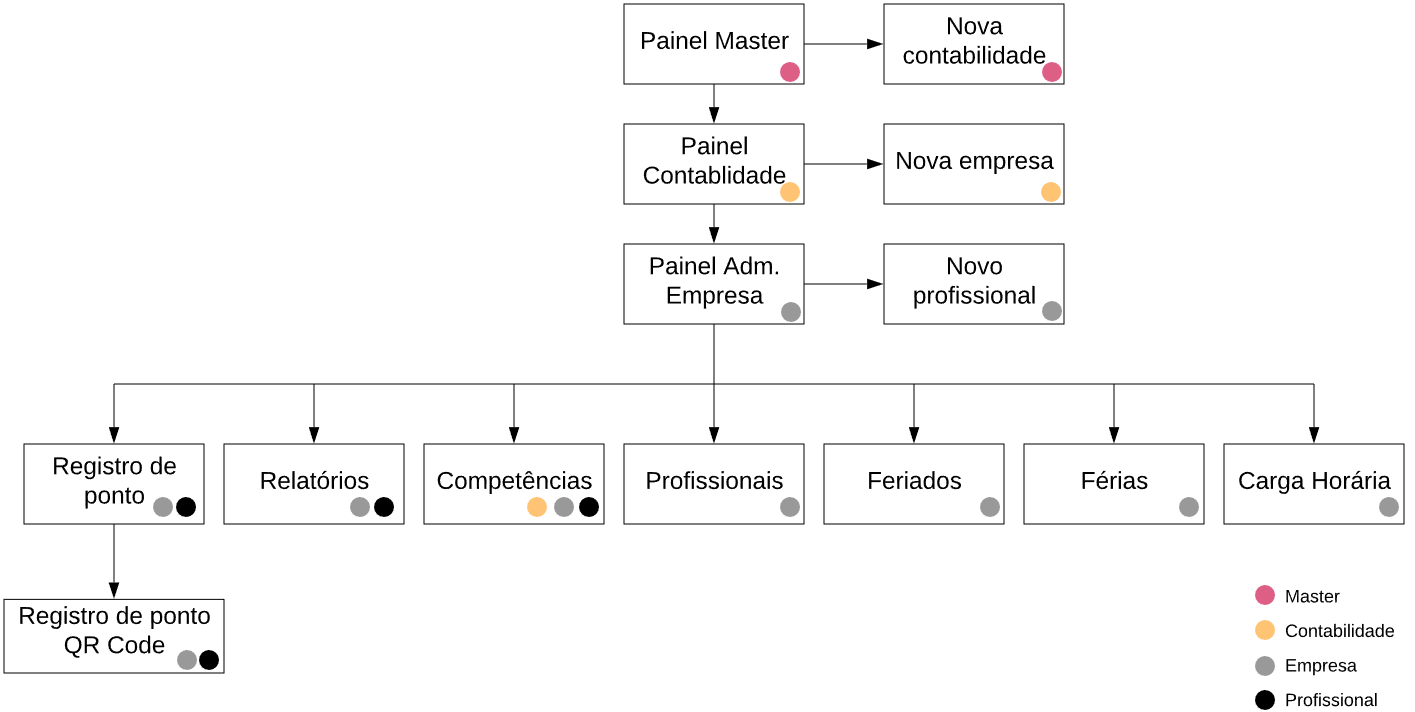 Painel Master
Nova
contabilidade
Painel
Contablidade
Nova empresa
Painel Adm.
Empresa
Novo
profissional
Registro de
ponto
Relatórios
Competências
Profissionais
Feriados
Férias
Carga Horária
Registro de ponto
QR Code
Master
Contabilidade
Empresa
Profissional